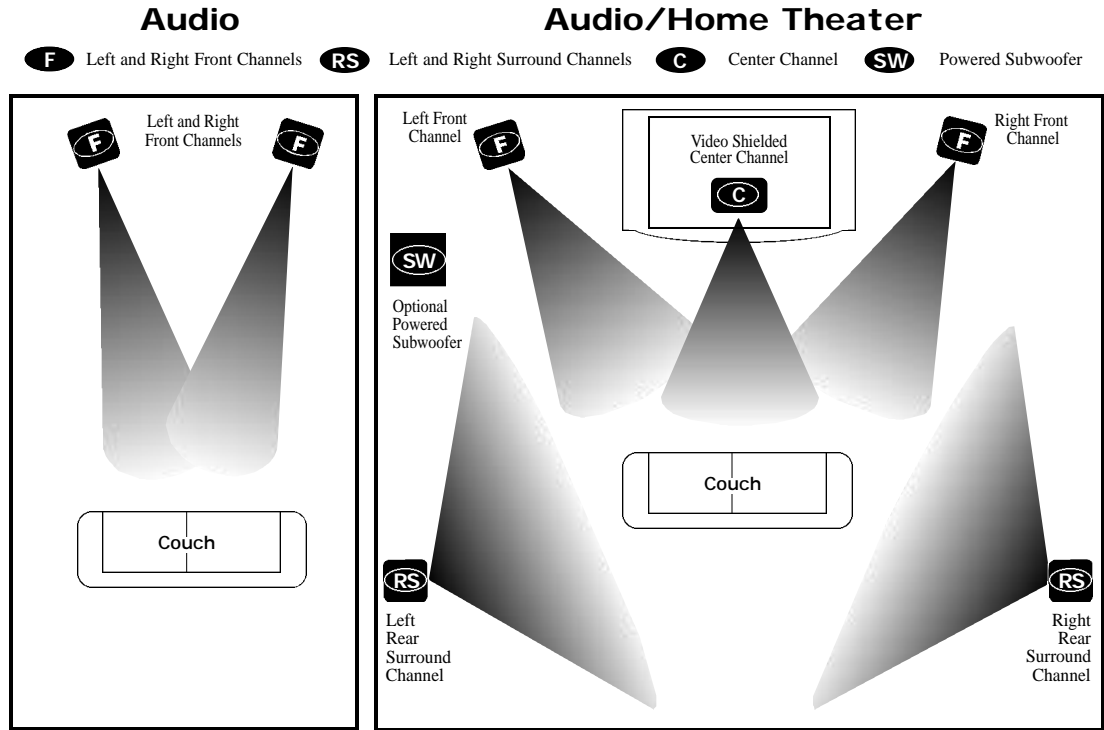 Audio
Audio/Home Theater
F Left and Right Front Channels RS Left and Right Surround Channels C Center Channel SW Powered Subwoofer
Left and Right
Front Channels
F
F
Left Front
Channel
F
Video Shielded
Center Channel
C
Right Front
Channel
F
SW
Optional
Powered
Subwoofer
Couch
Couch
RS
Left
Rear
Surround
Channel
RS
Right
Rear
Surround
Channel